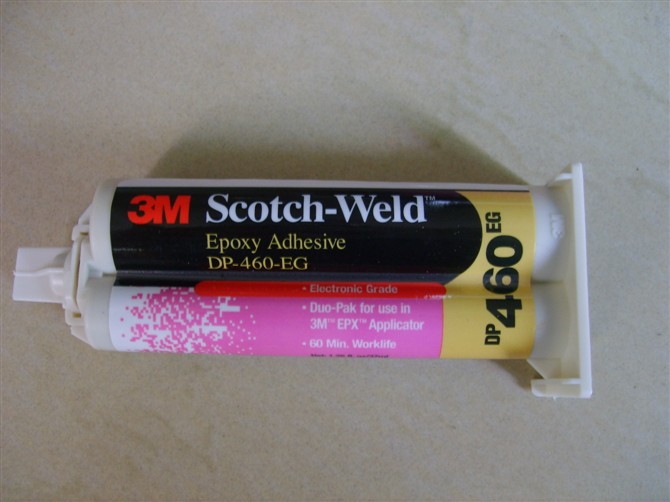 3M Scotch-Weld™
Epoxy Adhesive
DP-460-EG
• Electronic Grade
• Duo-Pak for use in
3M™ EPX™ Applicator
• 60 Min. Worklife
DP 460 EG